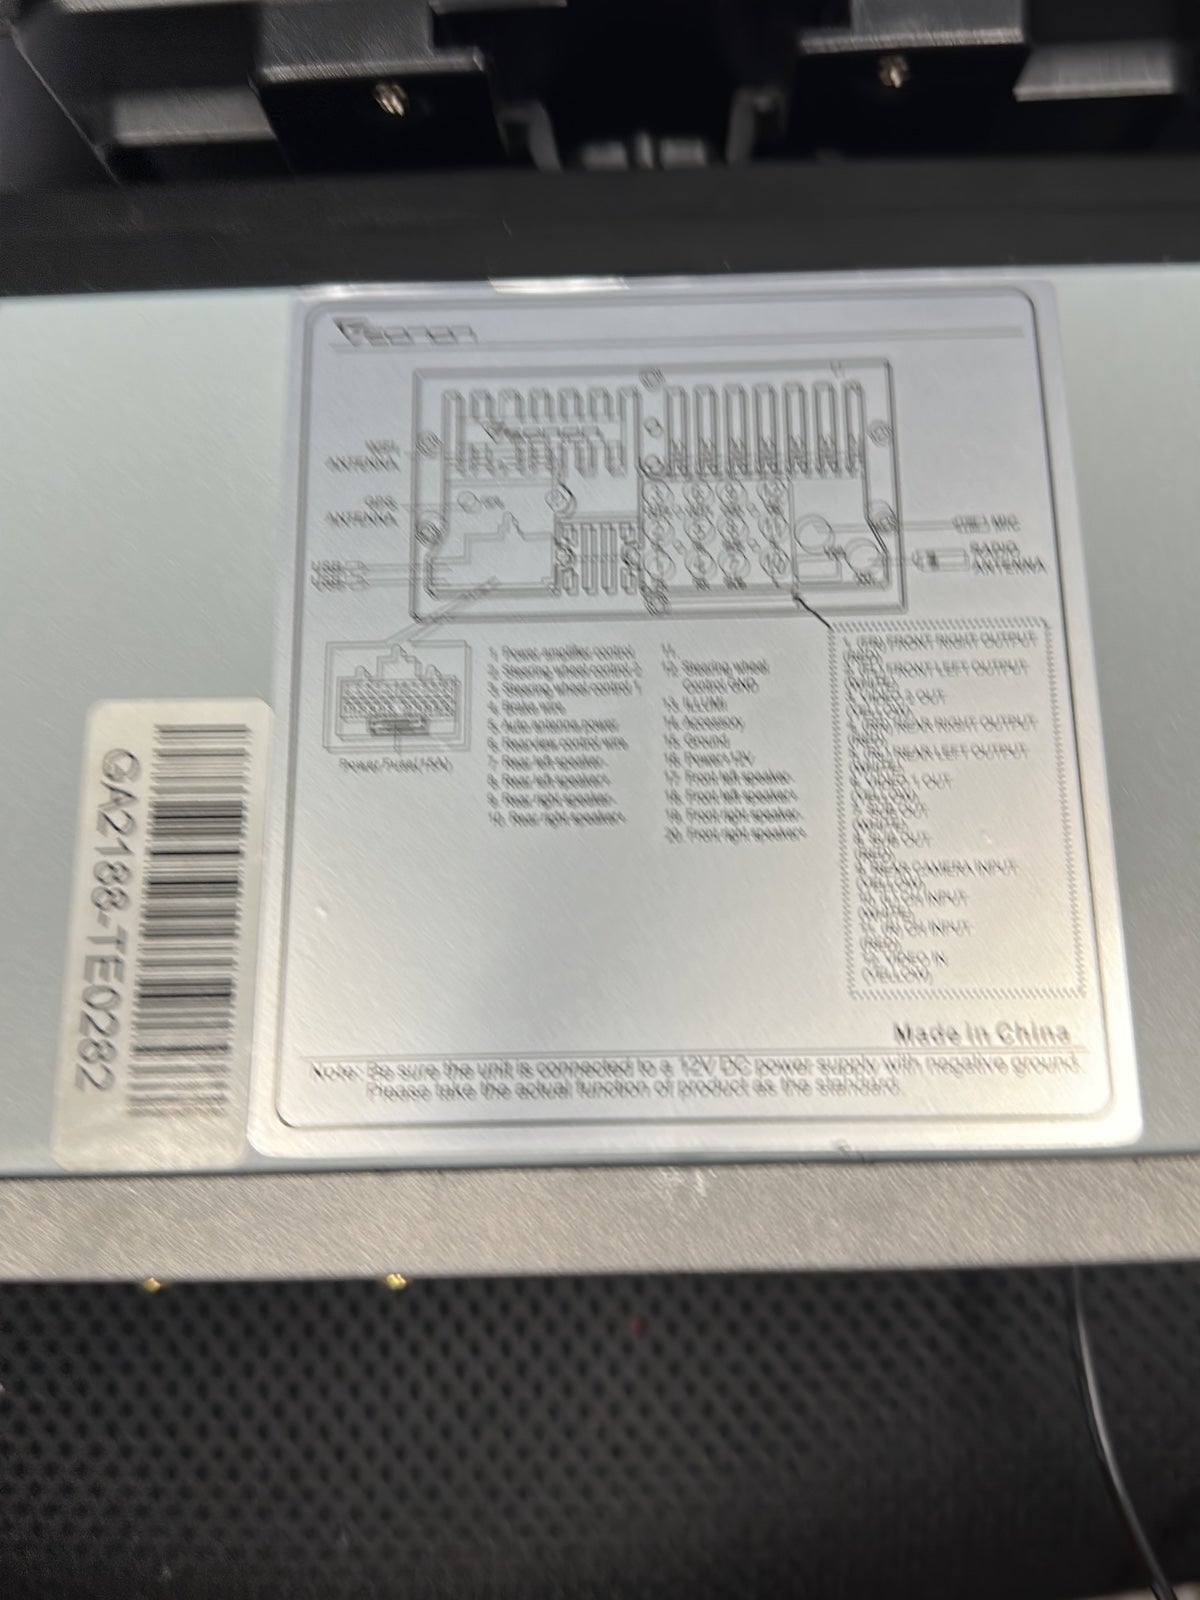 Veonon
WIFI
ANTENNA
GPS
ANTENNA
USB
USB
MIC
RADIO
ANTENNA
Power Fuse(10A)
1. Power amplifier control
2. Steering wheel control 2
3. Steering wheel control 1
4. Brake wire
5. Auto antenna power
6. Rearview control wire
7. Rear left speaker-
8. Rear left speaker+
9. Rear right speaker-
10. Rear right speaker+
11.
12. Steering wheel
Control GND
13. ILLUMI
14. Accessory
15. Ground
16. Power+12V
17. Front left speaker-
18. Front left speaker+
19. Front right speaker-
20. Front right speaker+
1. (FR) FRONT RIGHT OUTPUT
(RED)
2. (FL) FRONT LEFT OUTPUT
(WHITE)
3. VIDEO 2 OUT
(YELLOW)
4. (RR) REAR RIGHT OUTPUT
(RED)
5. (RL) REAR LEFT OUTPUT
(WHITE)
6. VIDEO 1 OUT
(YELLOW)
7. SUB OUT
(WHITE)
8. SUB OUT
(RED)
9. REAR CAMERA INPUT
(YELLOW)
10. (L) CH INPUT
(WHITE)
11. (R) CH INPUT
(RED)
12. VIDEO IN
(YELLOW)
GA2188-TE0282
Made in China
Note: Be sure the unit is connected to a 12V DC power supply with negative ground.
Please take the actual function of product as the standard.